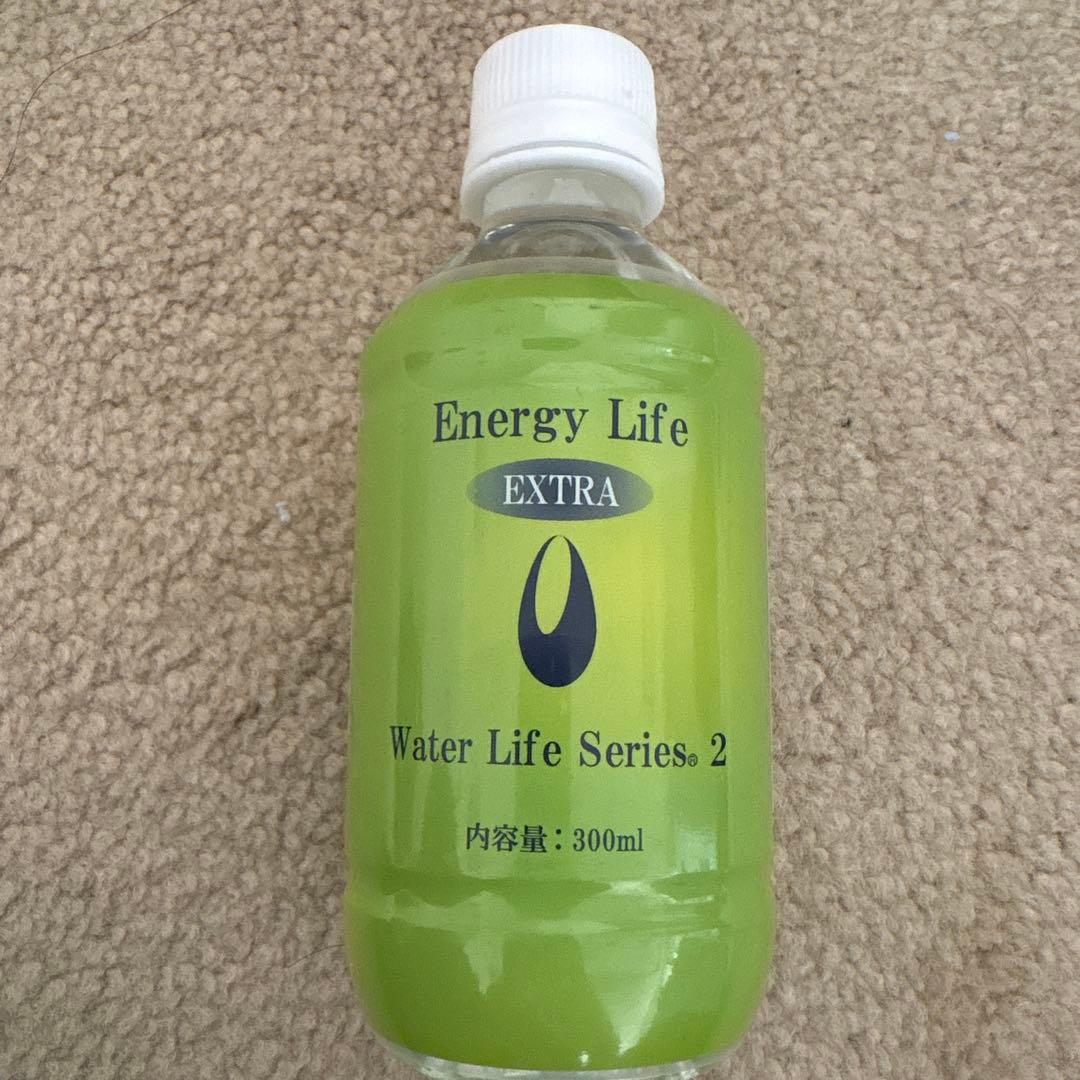 Energy Life
EXTRA
Water Life Series® 2
内容量：300ml